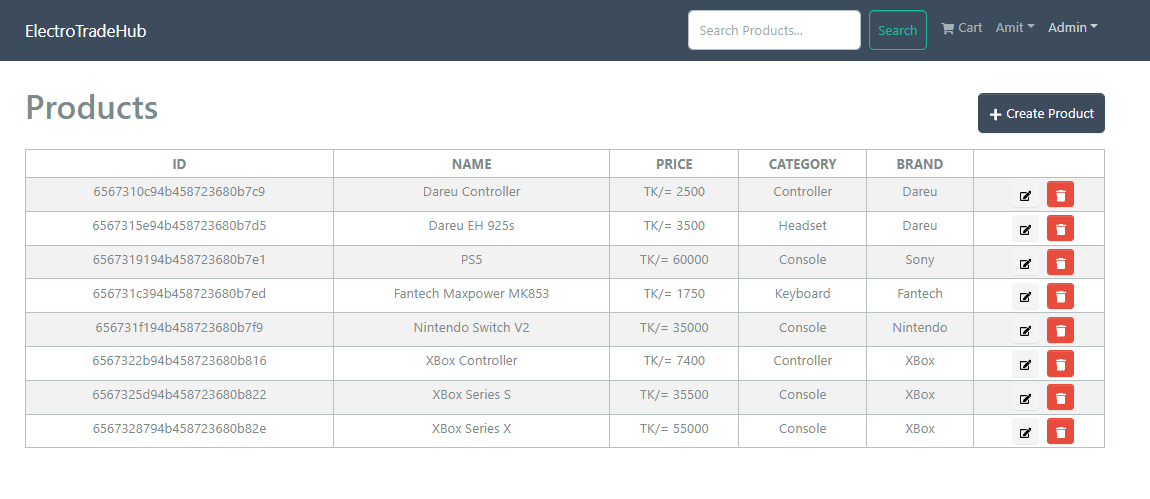 ElectroTradeHub Search Products... Search Cart Amit Admin
Products Create Product
ID NAME PRICE CATEGORY BRAND
6567310c94b458723680b7c9 Dareu Controller TK/= 2500 Controller Dareu
6567315e94b458723680b7d5 Dareu EH 925s TK/= 3500 Headset Dareu
6567319194b458723680b7e1 PS5 TK/= 60000 Console Sony
656731c394b458723680b7ed Fantech Maxpower MK853 TK/= 1750 Keyboard Fantech
656731f194b458723680b7f9 Nintendo Switch V2 TK/= 35000 Console Nintendo
6567322b94b458723680b816 XBox Controller TK/= 7400 Controller XBox
6567325d94b458723680b822 XBox Series S TK/= 35500 Console XBox
6567328794b458723680b82e XBox Series X TK/= 55000 Console XBox